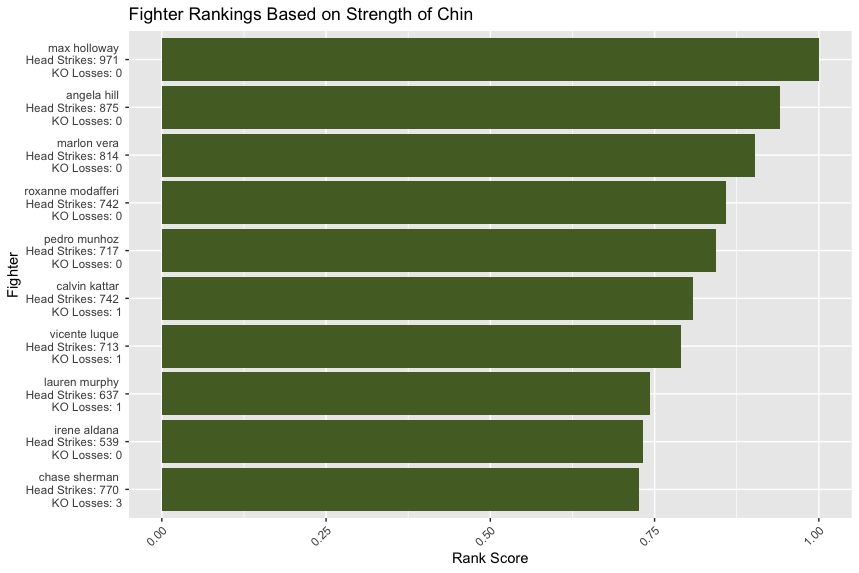 Fighter Rankings Based on Strength of Chin
Fighter
max holloway
Head Strikes: 971
KO Losses: 0
angela hill
Head Strikes: 875
KO Losses: 0
marlon vera
Head Strikes: 814
KO Losses: 0
roxanne modafferi
Head Strikes: 742
KO Losses: 0
pedro munhoz
Head Strikes: 717
KO Losses: 0
calvin kattar
Head Strikes: 742
KO Losses: 1
vicente luque
Head Strikes: 713
KO Losses: 1
lauren murphy
Head Strikes: 637
KO Losses: 1
irene aldana
Head Strikes: 539
KO Losses: 0
chase sherman
Head Strikes: 770
KO Losses: 3
0.00
0.25
0.50
0.75
1.00
Rank Score